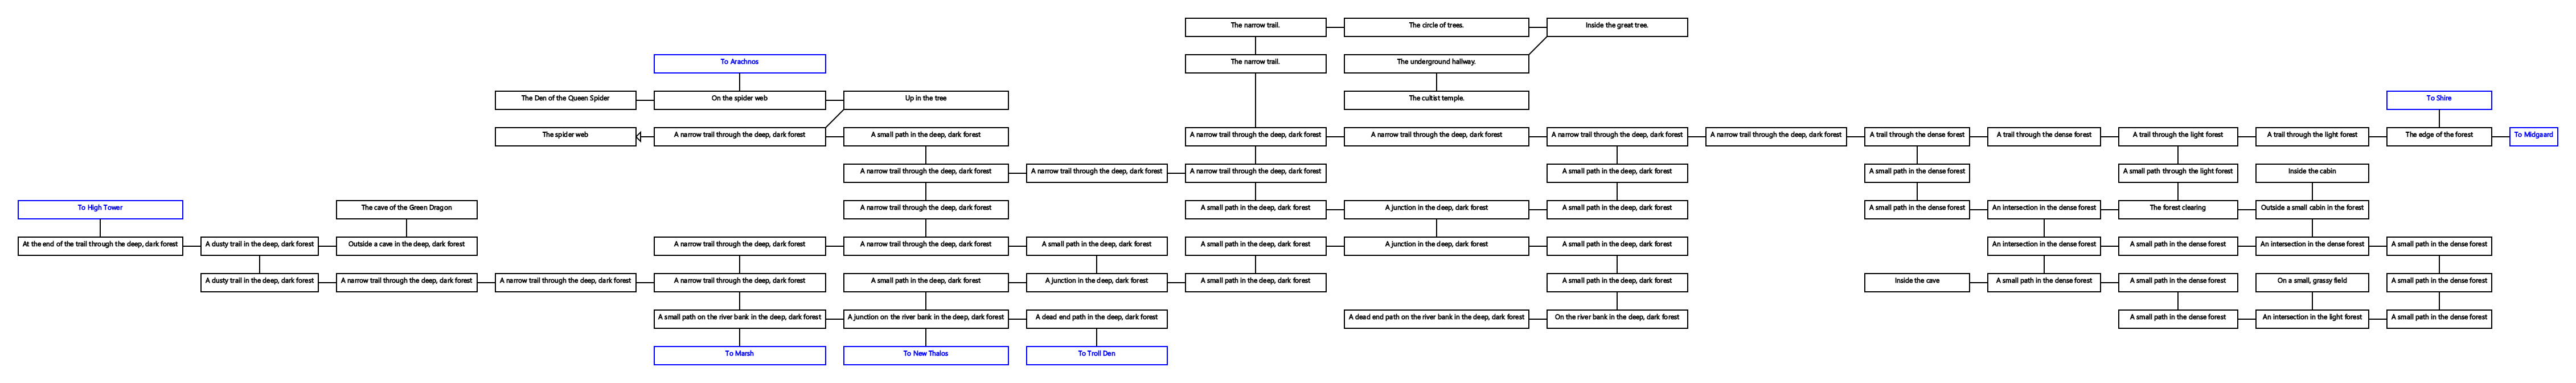 The narrow trail.
The circle of trees.
Inside the great tree.
To Arachnos
The narrow trail.
The underground hallway.
The Den of the Queen Spider
On the spider web
Up in the tree
The cultist temple.
To Shire
The spider web
A narrow trail through the deep, dark forest
A small path in the deep, dark forest
A narrow trail through the deep, dark forest
A narrow trail through the deep, dark forest
A narrow trail through the deep, dark forest
A narrow trail through the deep, dark forest
A trail through the dense forest
A trail through the dense forest
A trail through the light forest
A trail through the light forest
The edge of the forest
To Midgaard
A narrow trail through the deep, dark forest
A narrow trail through the deep, dark forest
A narrow trail through the deep, dark forest
A small path in the deep, dark forest
A small path in the dense forest
A small path through the light forest
Inside the cabin
To High Tower
The cave of the Green Dragon
A narrow trail through the deep, dark forest
A small path in the deep, dark forest
A junction in the deep, dark forest
A small path in the deep, dark forest
A small path in the dense forest
An intersection in the dense forest
The forest clearing
Outside a small cabin in the forest
At the end of the trail through the deep, dark forest
A dusty trail in the deep, dark forest
Outside a cave in the deep, dark forest
A narrow trail through the deep, dark forest
A narrow trail through the deep, dark forest
A small path in the deep, dark forest
A small path in the deep, dark forest
A junction in the deep, dark forest
A small path in the deep, dark forest
An intersection in the dense forest
A small path in the dense forest
An intersection in the dense forest
A small path in the dense forest
A dusty trail in the deep, dark forest
A narrow trail through the deep, dark forest
A narrow trail through the deep, dark forest
A narrow trail through the deep, dark forest
A small path in the deep, dark forest
A junction in the deep, dark forest
A small path in the deep, dark forest
A small path in the deep, dark forest
Inside the cave
A small path in the dense forest
A small path in the dense forest
On a small, grassy field
A small path in the dense forest
A small path on the river bank in the deep, dark forest
A junction on the river bank in the deep, dark forest
A dead end path in the deep, dark forest
A dead end path on the river bank in the deep, dark forest
On the river bank in the deep, dark forest
A small path in the dense forest
An intersection in the light forest
A small path in the dense forest
To Marsh
To New Thalos
To Troll Den